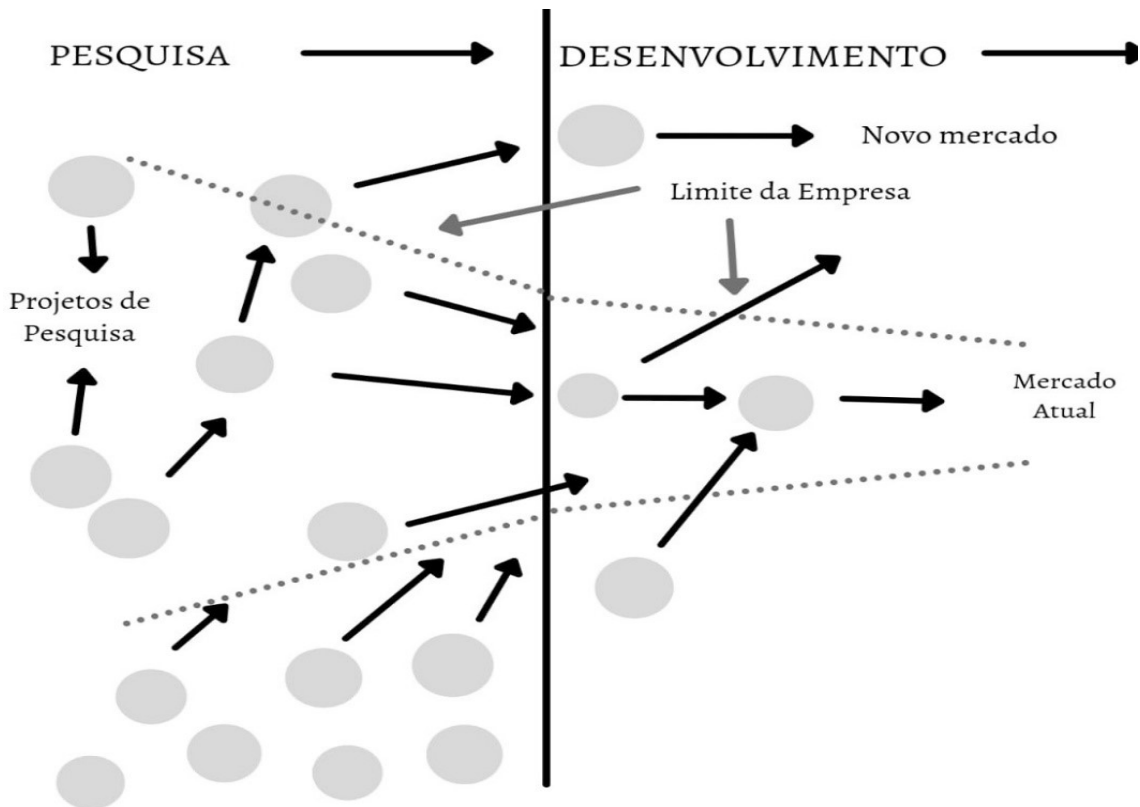 PESQUISA
DESENVOLVIMENTO
Novo mercado
Limite da Empresa
Projetos de
Pesquisa
Mercado
Atual